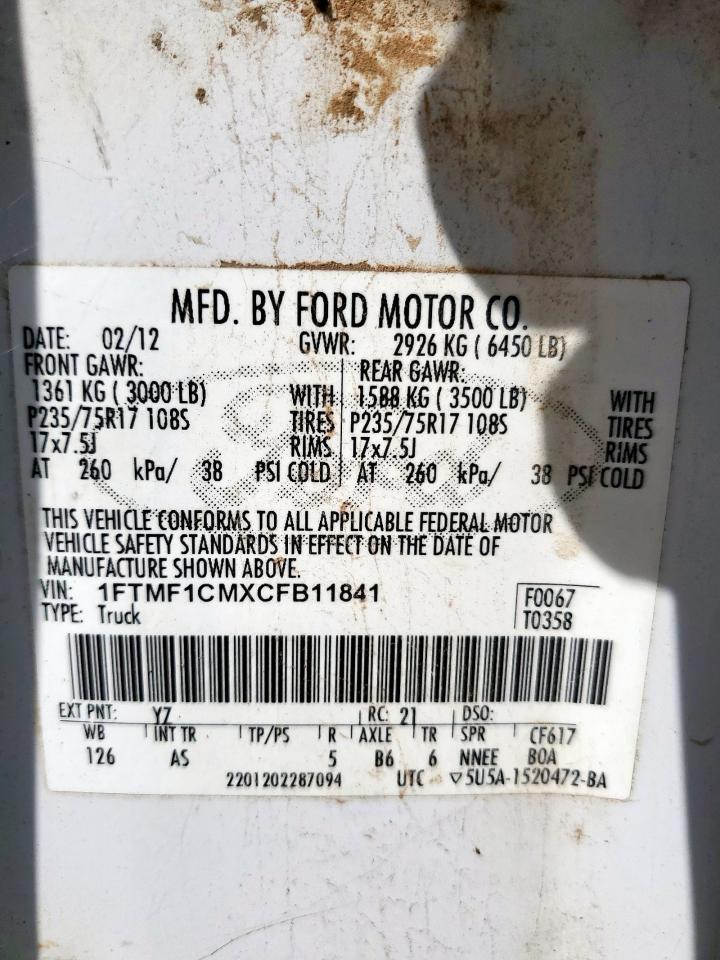 MFD. BY FORD MOTOR CO.
DATE: 02/12 GVWR: 2926 KG ( 6450 LB)
FRONT GAWR: REAR GAWR:
1361 KG ( 3000 LB) WITH 1588 KG ( 3500 LB) WITH
P235/75R17 108S TIRES P235/75R17 108S TIRES
17x7.5J RIMS 17x7.5J RIMS
AT 260 kPa/ 38 PSI COLD AT 260 kPa/ 38 PSI COLD
THIS VEHICLE CONFORMS TO ALL APPLICABLE FEDERAL MOTOR
VEHICLE SAFETY STANDARDS IN EFFECT ON THE DATE OF
MANUFACTURE SHOWN ABOVE.
VIN: 1FTMF1CMXCFB11841 F0067
TYPE: Truck T0358
EXT PNT: YZ RC: 21 DSO:
WB INT TR TP/PS R AXLE TR SPR CF617
126 AS 5 B6 6 NNEE BOA
2201202287094 UTC ▽5U5A-1520472-BA